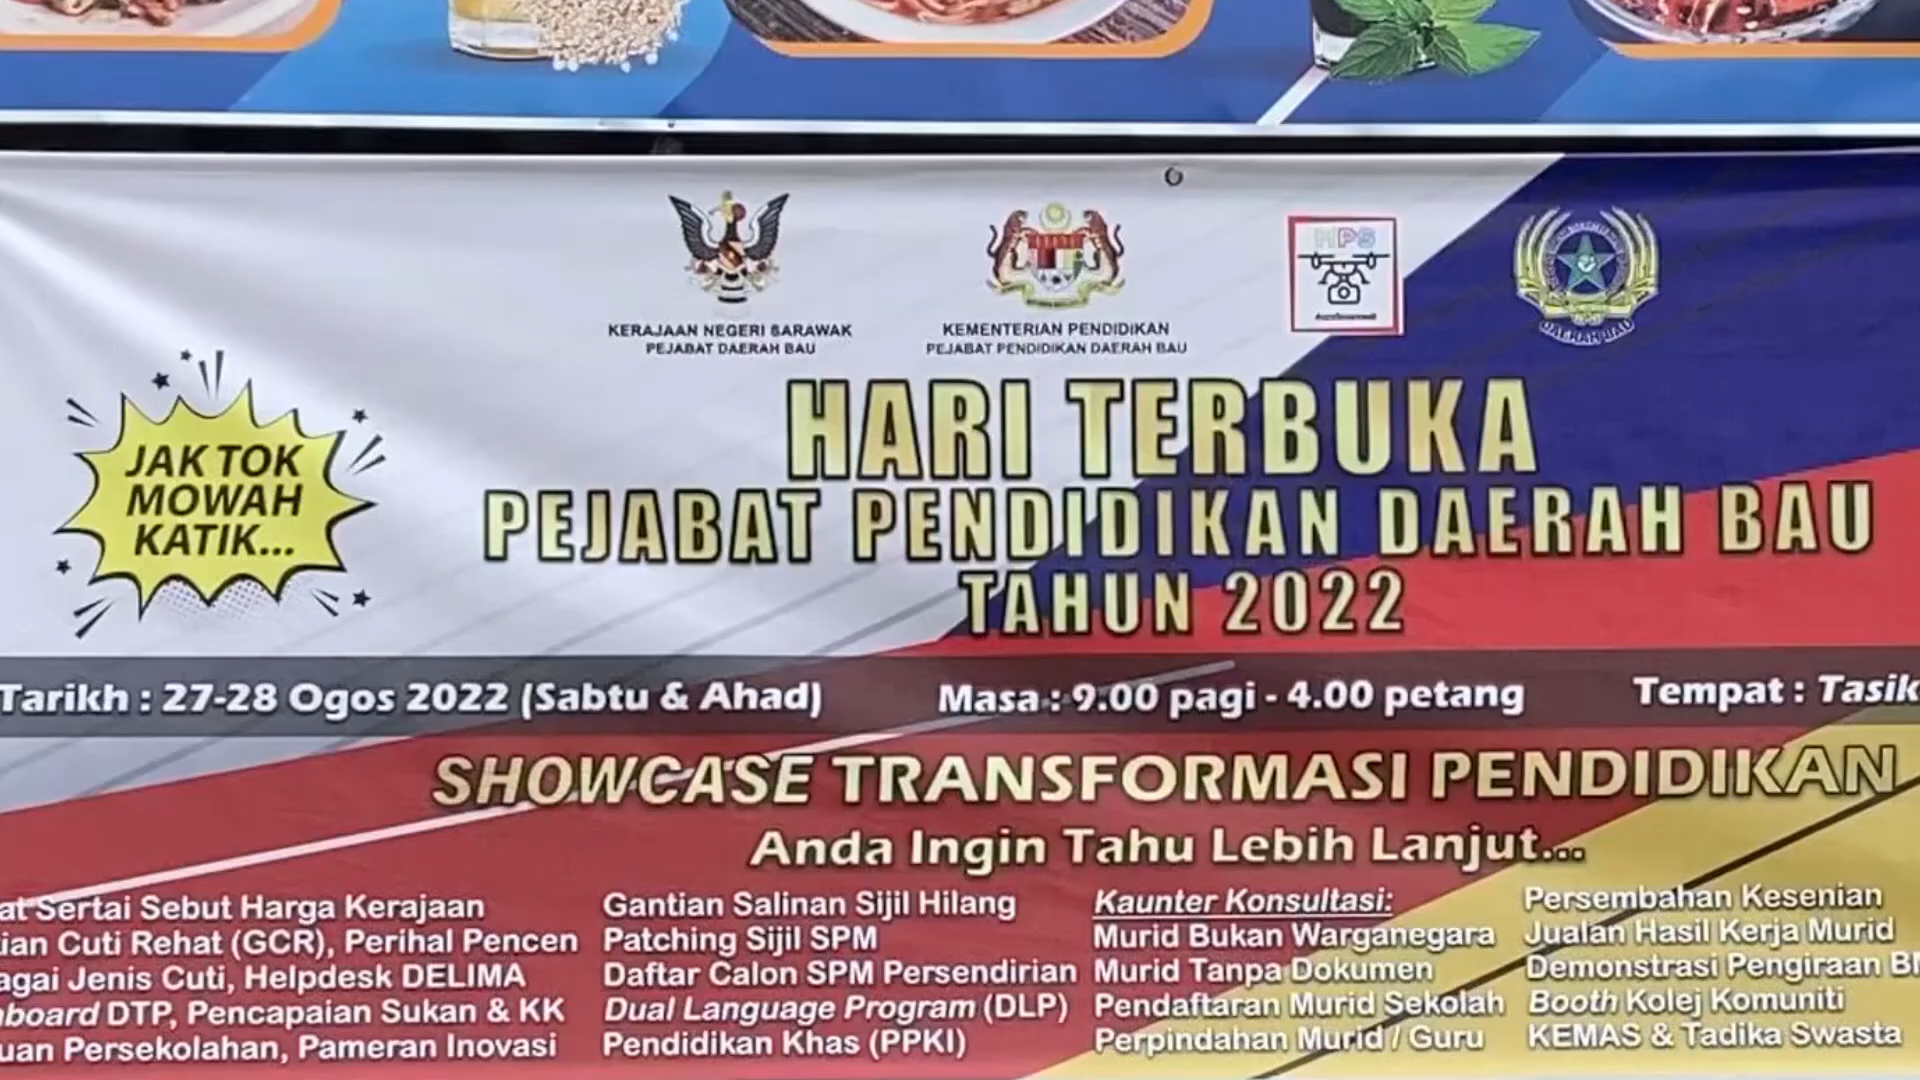 KERAJAAN NEGERI SARAWAK
PEJABAT DAERAH BAU
KEMENTERIAN PENDIDIKAN
PEJABAT PENDIDIKAN DAERAH BAU
HPS
DAERAH BAU
JAK TOK
MOWAH
KATIK...
HARI TERBUKA
PEJABAT PENDIDIKAN DAERAH BAU
TAHUN 2022
Tarikh : 27-28 Ogos 2022 (Sabtu & Ahad)
Masa : 9.00 pagi - 4.00 petang
Tempat : Tasik
SHOWCASE TRANSFORMASI PENDIDIKAN
Anda Ingin Tahu Lebih Lanjut...
at Sertai Sebut Harga Kerajaan
ian Cuti Rehat (GCR), Perihal Pencen
agai Jenis Cuti, Helpdesk DELIMA
board DTP, Pencapaian Sukan & KK
uan Persekolahan, Pameran Inovasi
Gantian Salinan Sijil Hilang
Patching Sijil SPM
Daftar Calon SPM Persendirian
Dual Language Program (DLP)
Pendidikan Khas (PPKI)
Kaunter Konsultasi:
Murid Bukan Warganegara
Murid Tanpa Dokumen
Pendaftaran Murid Sekolah
Perpindahan Murid / Guru
Persembahan Kesenian
Jualan Hasil Kerja Murid
Demonstrasi Pengiraan
Booth Kolej Komuniti
KEMAS & Tadika Swasta